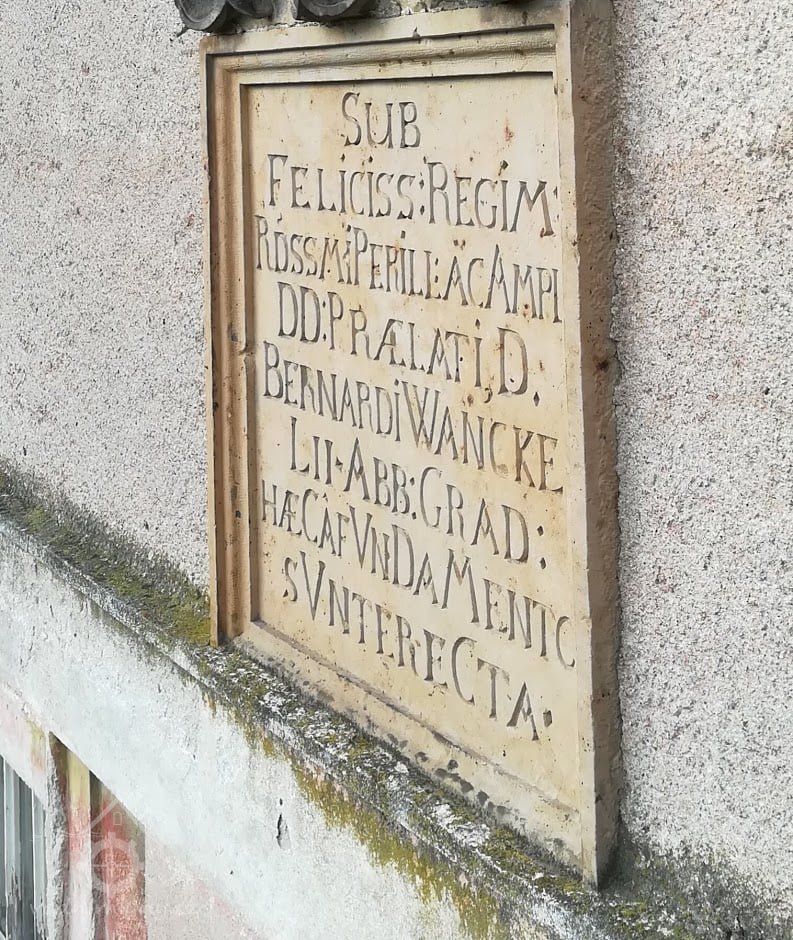 SUB
FELICISS: REGIM:
RDSSMI PERILL: AC AMPL
DD: PRÆLATI, D.
BERNARDI WANCKE
LII · ABB: GRAD:
HÆC A fVNDAMENTO
SVNT ERECTA ·